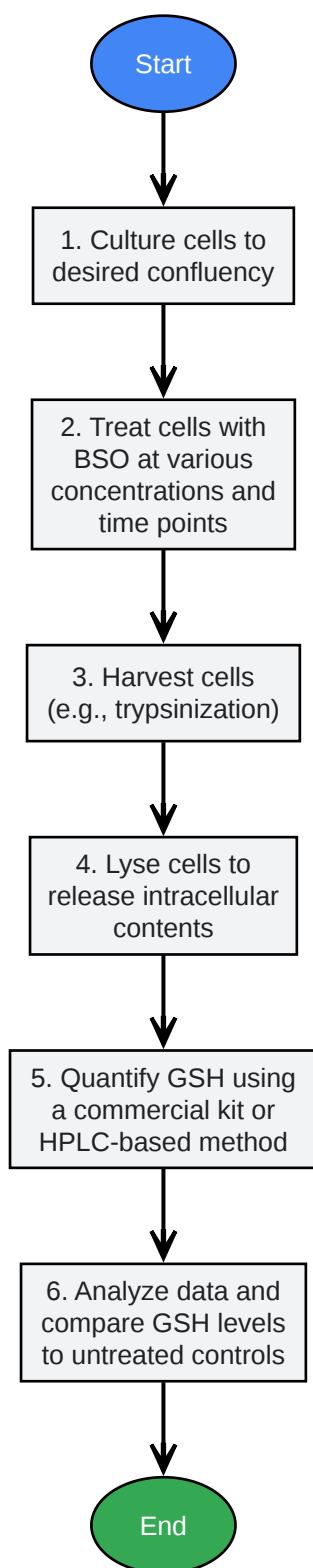 Start
1. Culture cells to
desired confluency
2. Treat cells with
BSO at various
concentrations and
time points
3. Harvest cells
(e.g., trypsinization)
4. Lyse cells to
release intracellular
contents
5. Quantify GSH using
a commercial kit or
HPLC-based method
6. Analyze data and
compare GSH levels
to untreated controls
End